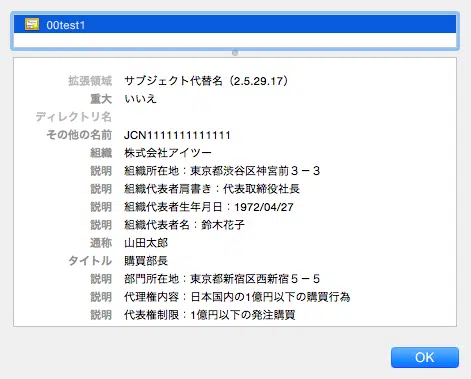 00test1
拡張領域 サブジェクト代替名（2.5.29.17）
重大 いいえ
ディレクトリ名
その他の名前 JCN1111111111111
組織 株式会社アイツー
説明 組織所在地：東京都渋谷区神宮前３−３
説明 組織代表者肩書き：代表取締役社長
説明 組織代表者生年月日：1972/04/27
説明 組織代表者名：鈴木花子
通称 山田太郎
タイトル 購買部長
説明 部門所在地：東京都新宿区西新宿５−５
説明 代理権内容：日本国内の1億円以下の購買行為
説明 代表権制限：1億円以下の発注購買
OK